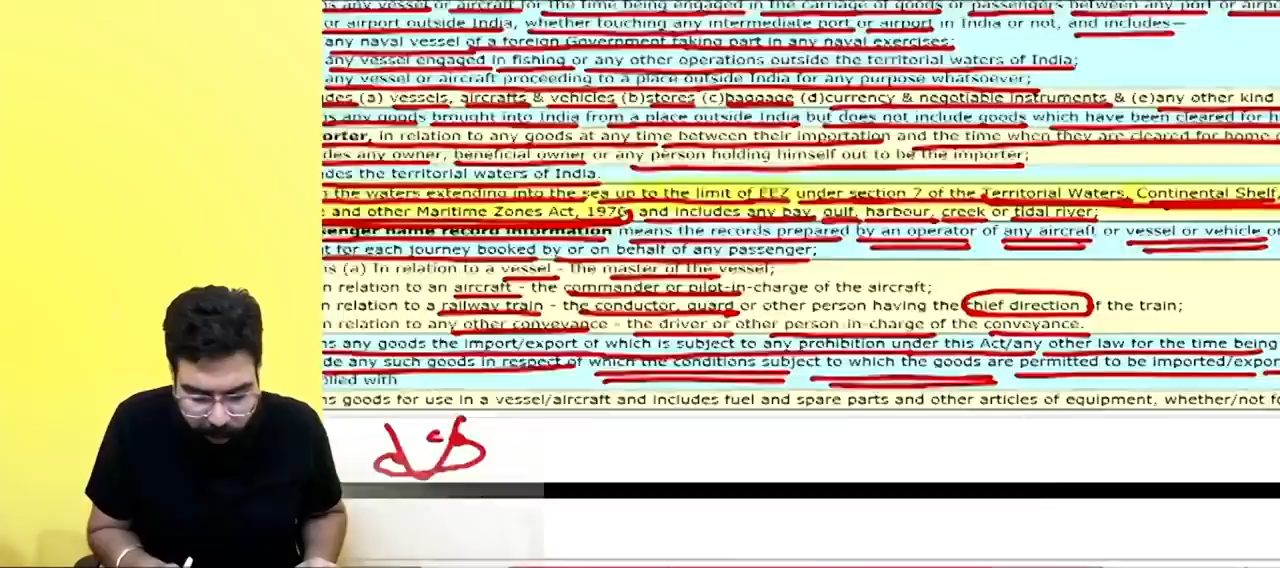 any vessel or aircraft for the time being engaged in the carriage of goods or passengers between any port or
or airport outside India, whether touching any intermediate port or airport in India or not, and includes—
any naval vessel of a foreign Government taking part in any naval exercises;
any vessel engaged in fishing or any other operations outside the territorial waters of India;
any vessel or aircraft proceeding to a place outside India for any purpose whatsoever;
(a) vessels, aircrafts & vehicles (b)stores (c)baggage (d)currency & negotiable instruments & (e)any other kind
any goods brought into India from a place outside India but does not include goods which have been cleared for
in relation to any goods at any time between their importation and the time when they are cleared for home
any owner, beneficial owner or any person holding himself out to be the importer;
the territorial waters of India.
the waters extending into the sea up to the limit of EEZ under section 7 of the Territorial Waters, Continental Shelf,
and other Maritime Zones Act, 1976, and includes any bay, gulf, harbour, creek or tidal river;
name record information means the records prepared by an operator of any aircraft or vessel or vehicle
for each journey booked by or on behalf of any passenger;
(a) In relation to a vessel - the master of the vessel;
relation to an aircraft - the commander or pilot-in-charge of the aircraft;
relation to a railway train - the conductor, guard or other person having the chief direction of the train;
relation to any other conveyance - the driver or other person in-charge of the conveyance.
any goods the import/export of which is subject to any prohibition under this Act/any other law for the time being
any such goods in respect of which the conditions subject to which the goods are permitted to be imported/
with
goods for use in a vessel/aircraft and includes fuel and spare parts and other articles of equipment, whether/not